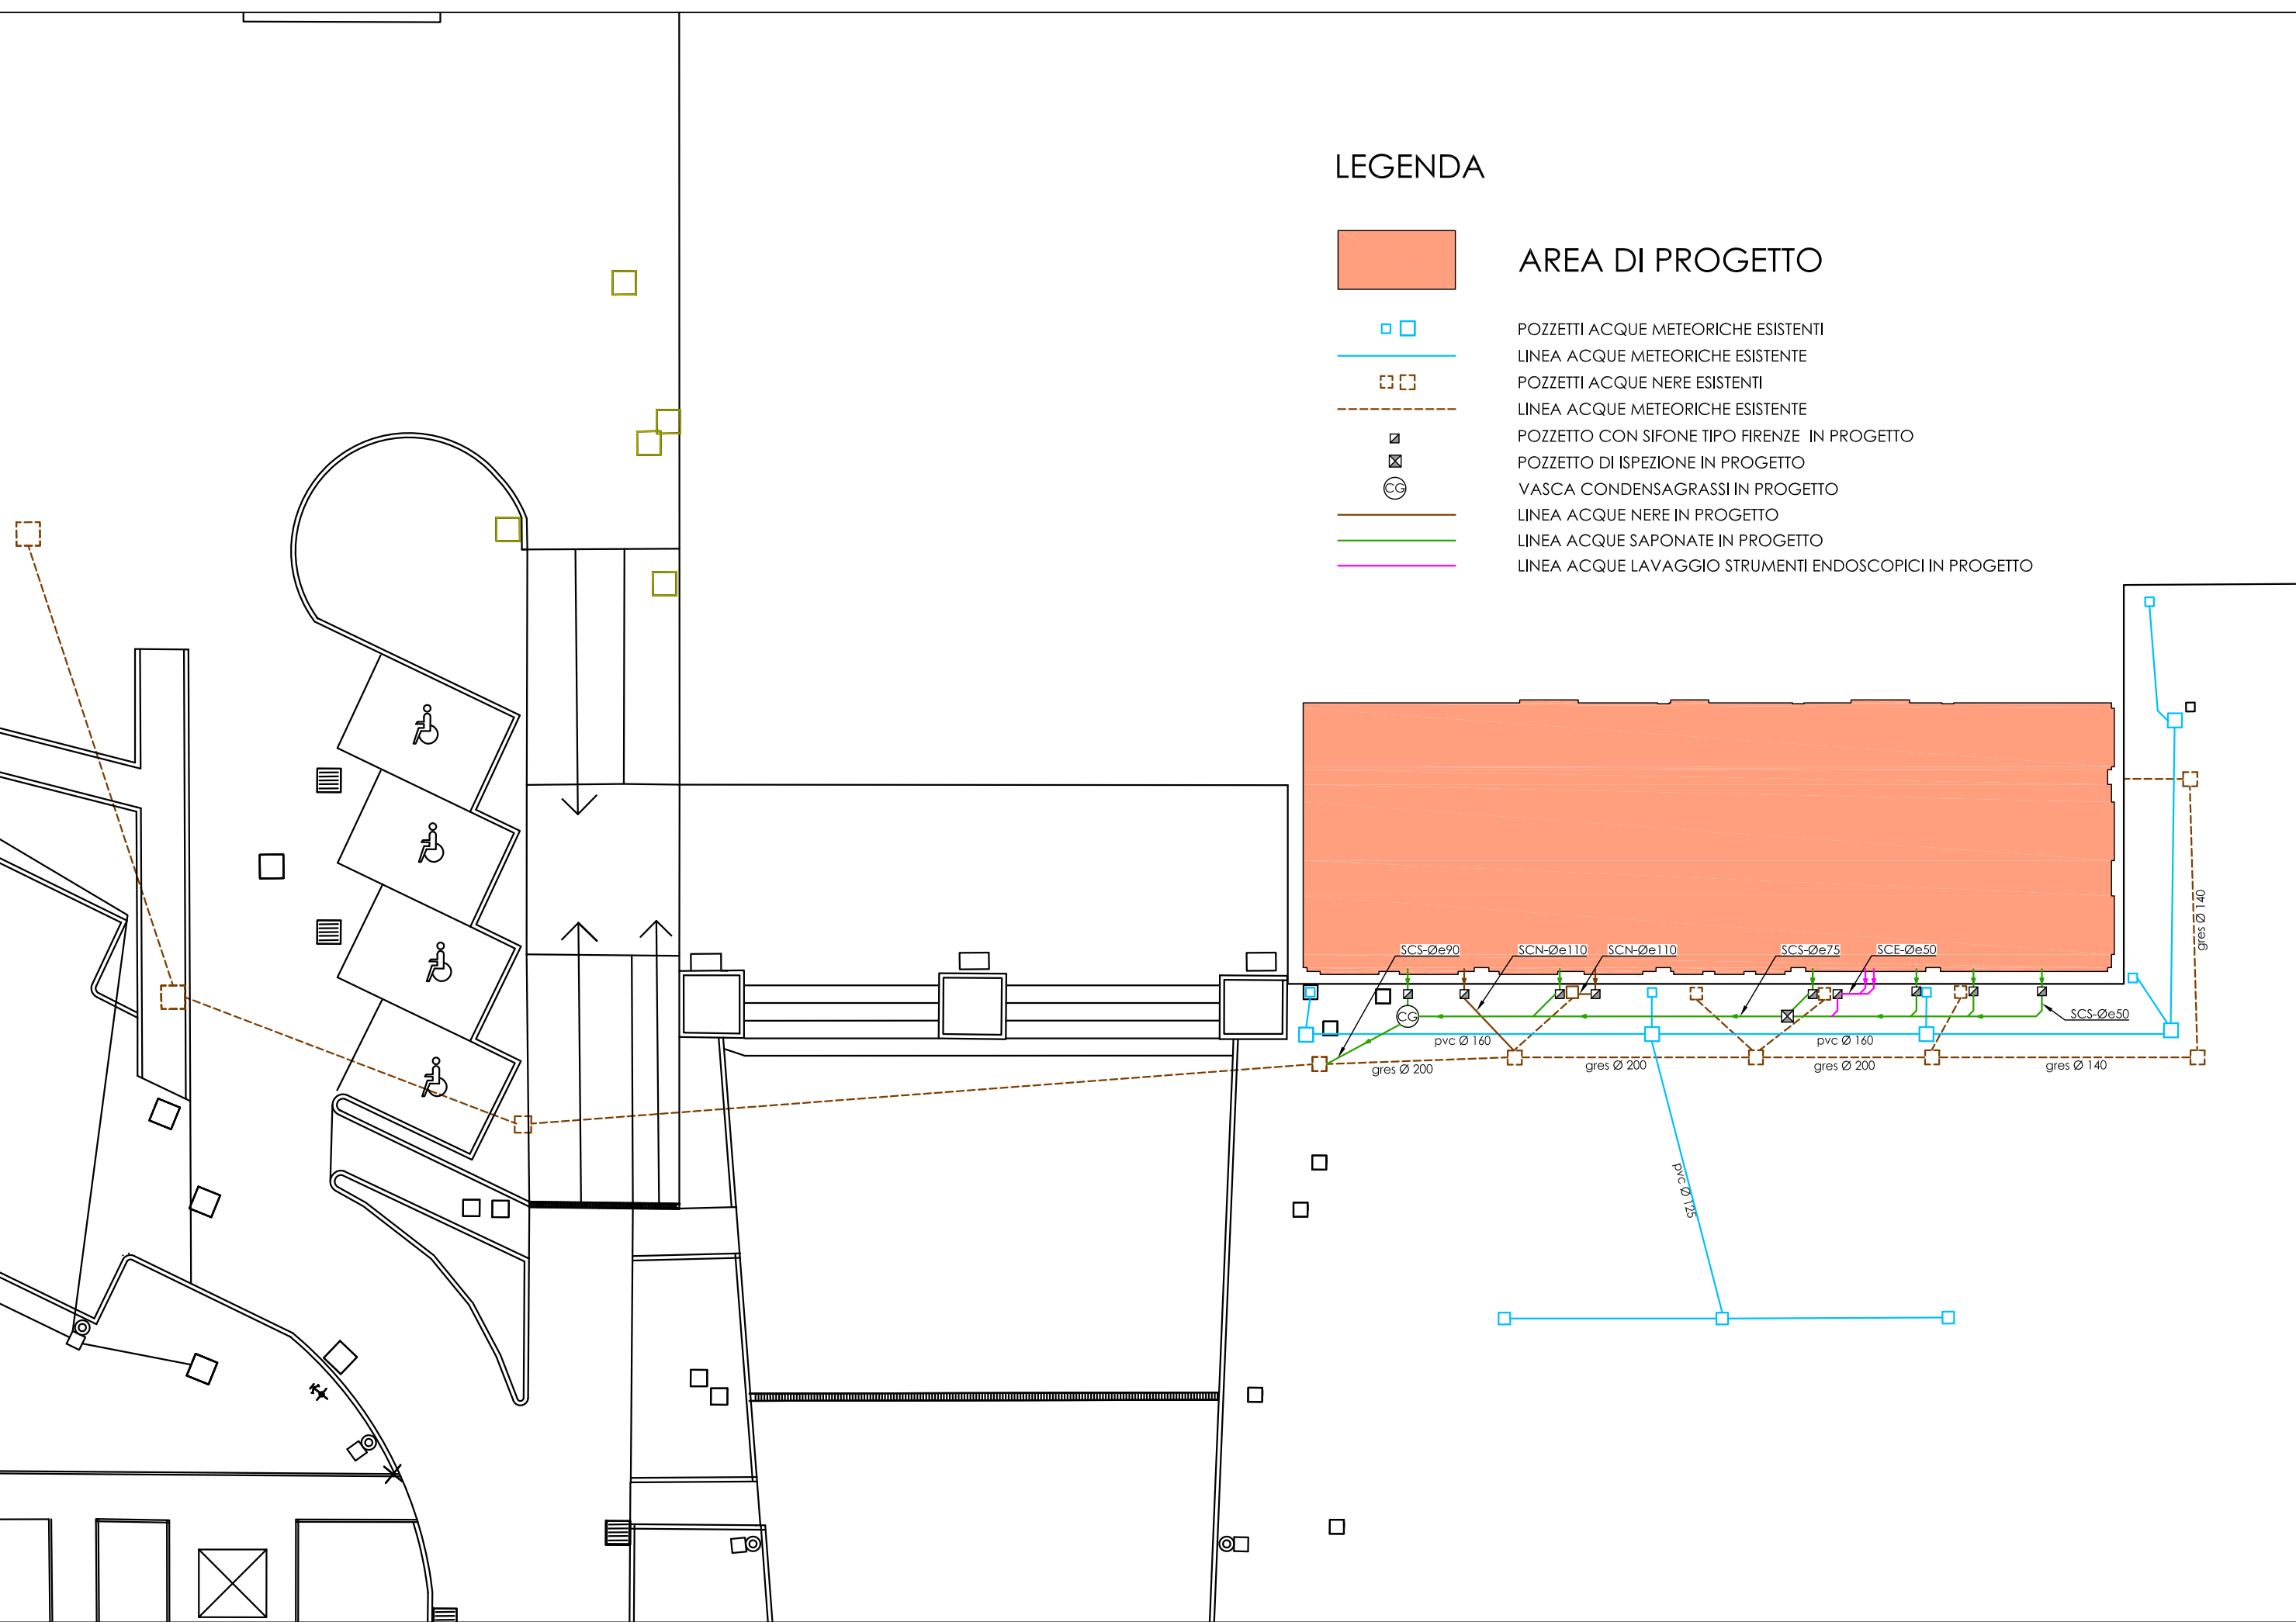 LEGENDA
AREA DI PROGETTO
POZZETTI ACQUE METEORICHE ESISTENTI
LINEA ACQUE METEORICHE ESISTENTE
POZZETTI ACQUE NERE ESISTENTI
LINEA ACQUE METEORICHE ESISTENTE
POZZETTO CON SIFONE TIPO FIRENZE IN PROGETTO
POZZETTO DI ISPEZIONE IN PROGETTO
CG
VASCA CONDENSAGRASSI IN PROGETTO
LINEA ACQUE NERE IN PROGETTO
LINEA ACQUE SAPONATE IN PROGETTO
LINEA ACQUE LAVAGGIO STRUMENTI ENDOSCOPICI IN PROGETTO
gres Ø 140
SCS-Øe90
SCN-Øe110
SCN-Øe110
SCS-Øe75
SCE-Øe50
CG
SCS-Øe50
pvc Ø 160
pvc Ø 160
gres Ø 200
gres Ø 200
gres Ø 200
gres Ø 140
pvc Ø 125